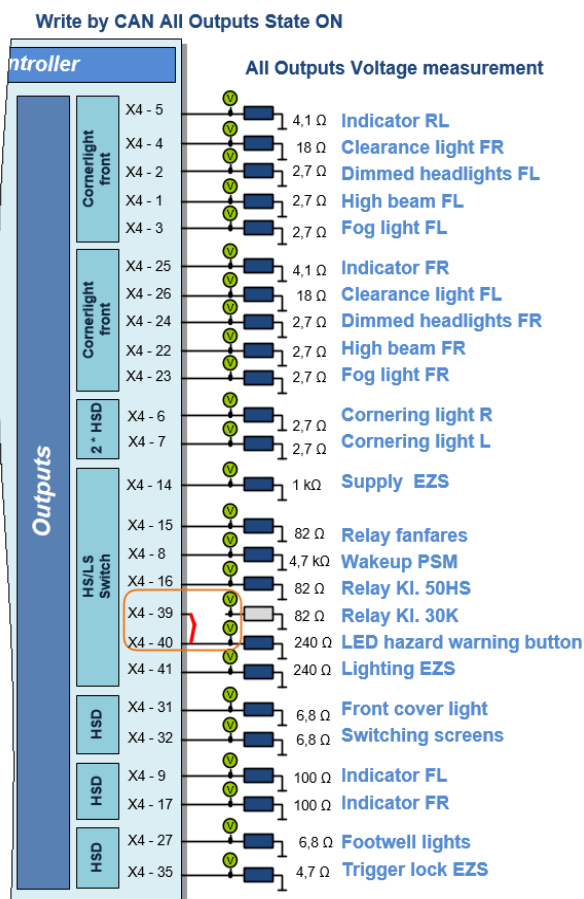 Write by CAN All Outputs State ON
ntroller
All Outputs Voltage measurement
Outputs
Cornerlight
front
X4 - 5 V 4,1 Ω Indicator RL
X4 - 4 V 18 Ω Clearance light FR
X4 - 2 V 2,7 Ω Dimmed headlights FL
X4 - 1 V 2,7 Ω High beam FL
X4 - 3 V 2,7 Ω Fog light FL
Cornerlight
front
X4 - 25 V 4,1 Ω Indicator FR
X4 - 26 V 18 Ω Clearance light FL
X4 - 24 V 2,7 Ω Dimmed headlights FR
X4 - 22 V 2,7 Ω High beam FR
X4 - 23 V 2,7 Ω Fog light FR
2 * HSD
X4 - 6 V 2,7 Ω Cornering light R
X4 - 7 V 2,7 Ω Cornering light L
HS/LS
Switch
X4 - 14 V 1 kΩ Supply EZS
X4 - 15 V 82 Ω Relay fanfares
X4 - 8 V 4,7 kΩ Wakeup PSM
X4 - 16 V 82 Ω Relay Kl. 50HS
X4 - 39 V 82 Ω Relay Kl. 30K
X4 - 40 V 240 Ω LED hazard warning button
X4 - 41 V 240 Ω Lighting EZS
HSD
X4 - 31 V 6,8 Ω Front cover light
X4 - 32 V 6,8 Ω Switching screens
HSD
X4 - 9 V 100 Ω Indicator FL
X4 - 17 V 100 Ω Indicator FR
HSD
X4 - 27 V 6,8 Ω Footwell lights
X4 - 35 V 4,7 Ω Trigger lock EZS